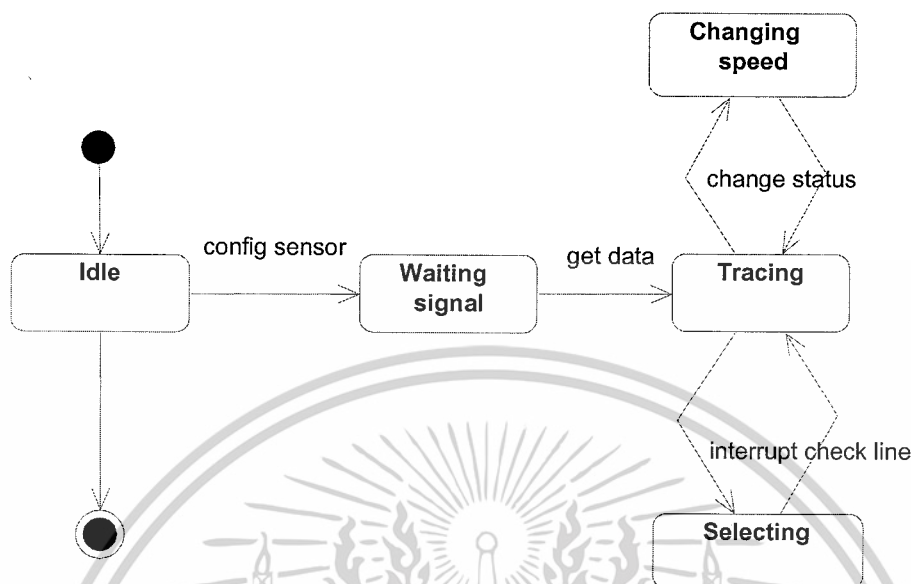 Changing
speed
change status
Idle
config sensor
Waiting
signal
get data
Tracing
interrupt check line
Selecting